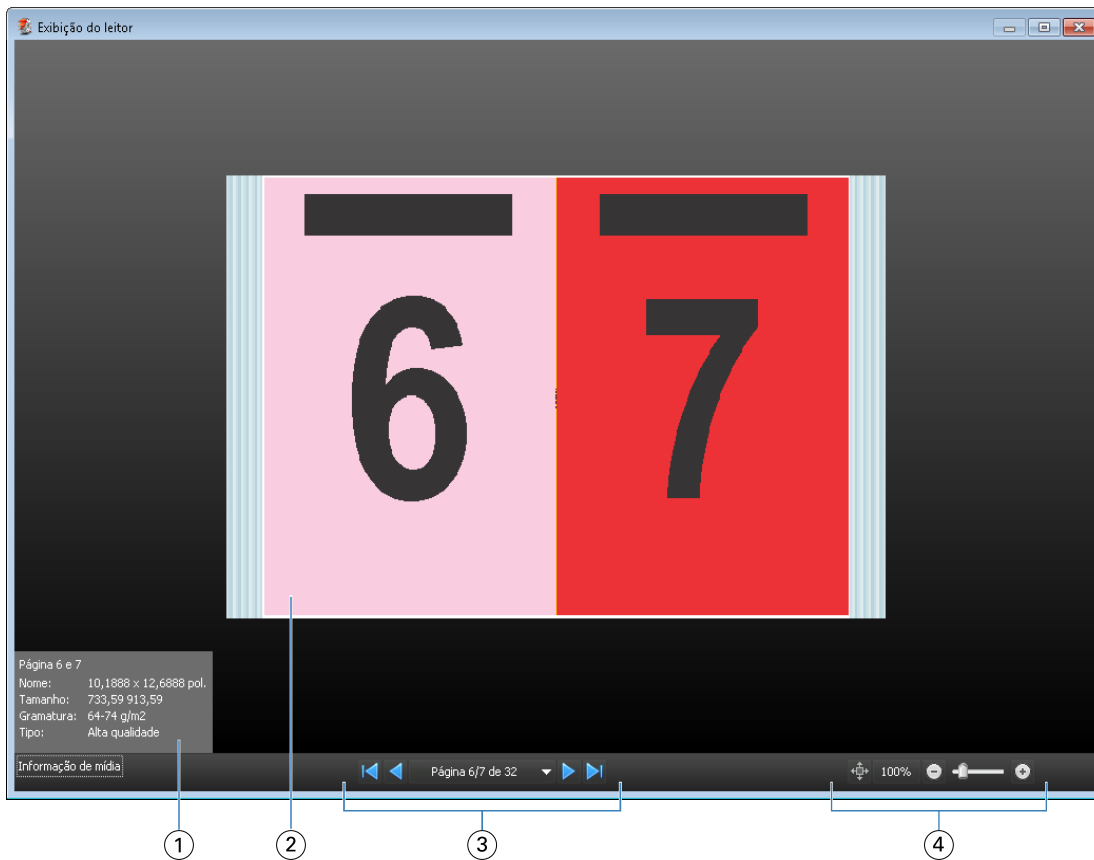 Exibição do leitor
6
7
Página 6 e 7
Nome: 10,1888 x 12,6888 pol.
Tamanho: 733,59 913,59
Gramatura: 64-74 g/m2
Tipo: Alta qualidade
Informação de mídia
Página 6/7 de 32
100%
1
2
3
4